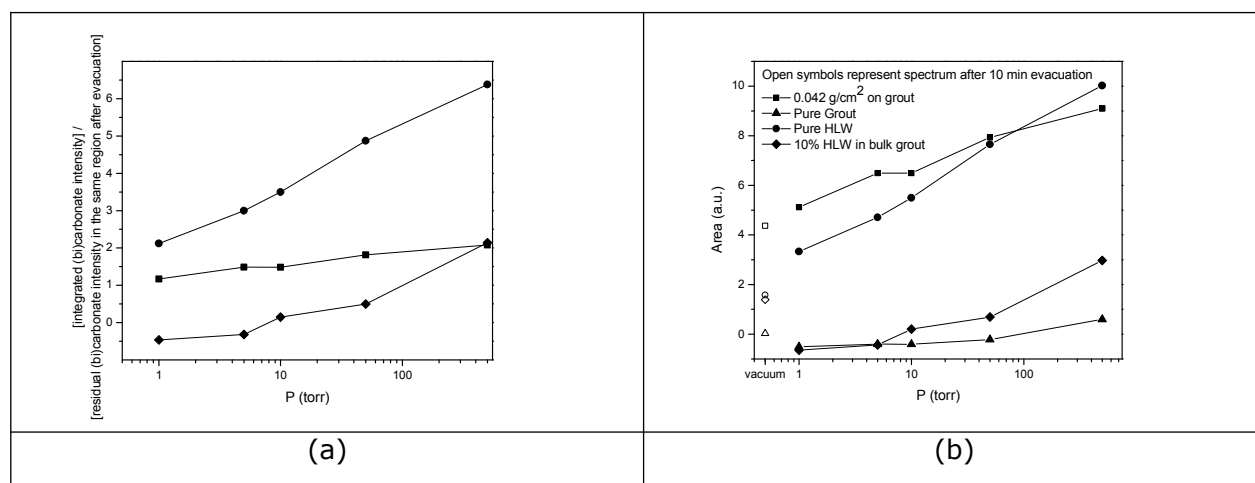 [integrated (bi)carbonate intensity] /
[residual (bi)carbonate intensity in the same region after evacuation]
6
5
4
3
2
1
0
1 10 100
P (torr)
Open symbols represent spectrum after 10 min evacuation
0.042 g/cm² on grout
Pure Grout
Pure HLW
10% HLW in bulk grout
Area (a.u.)
10
8
6
4
2
0
vacuum 1 10 100
P (torr)
(a) (b)